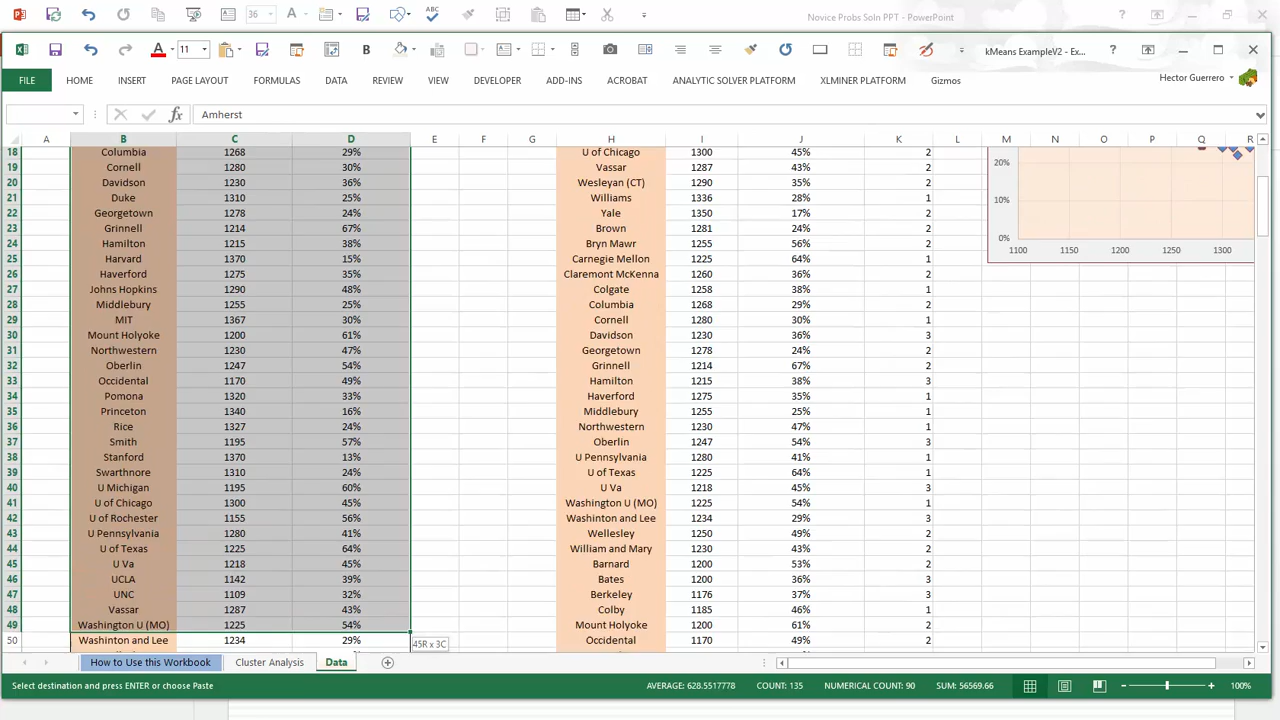 36
Novice Probs Soln PPT - PowerPoint
11
kMeans ExampleV2 - Ex...
FILE HOME INSERT PAGE LAYOUT FORMULAS DATA REVIEW VIEW DEVELOPER ADD-INS ACROBAT ANALYTIC SOLVER PLATFORM XLMINER PLATFORM Gizmos
Hector Guerrero
Amherst
A B C D E F G H I J K L M N O P Q R
18 Columbia 1268 29% U of Chicago 1300 45% 2
19 Cornell 1280 30% Vassar 1287 43% 2 20%
20 Davidson 1230 36% Wesleyan (CT) 1290 35% 2
21 Duke 1310 25% Williams 1336 28% 1 10%
22 Georgetown 1278 24% Yale 1350 17% 2
23 Grinnell 1214 67% Brown 1281 24% 2 0%
24 Hamilton 1215 38% Bryn Mawr 1255 56% 2 1100 1150 1200 1250 1300
25 Harvard 1370 15% Carnegie Mellon 1225 64% 1
26 Haverford 1275 35% Claremont McKenna 1260 36% 2
27 Johns Hopkins 1290 48% Colgate 1258 38% 1
28 Middlebury 1255 25% Columbia 1268 29% 2
29 MIT 1367 30% Cornell 1280 30% 1
30 Mount Holyoke 1200 61% Davidson 1230 36% 3
31 Northwestern 1230 47% Georgetown 1278 24% 2
32 Oberlin 1247 54% Grinnell 1214 67% 2
33 Occidental 1170 49% Hamilton 1215 38% 3
34 Pomona 1320 33% Haverford 1275 35% 1
35 Princeton 1340 16% Middlebury 1255 25% 1
36 Rice 1327 24% Northwestern 1230 47% 1
37 Smith 1195 57% Oberlin 1247 54% 3
38 Stanford 1370 13% U Pennsylvania 1280 41% 1
39 Swarthnore 1310 24% U of Texas 1225 64% 1
40 U Michigan 1195 60% U Va 1218 45% 3
41 U of Chicago 1300 45% Washington U (MO) 1225 54% 1
42 U of Rochester 1155 56% Washinton and Lee 1234 29% 3
43 U Pennsylvania 1280 41% Wellesley 1250 49% 2
44 U of Texas 1225 64% William and Mary 1230 43% 2
45 U Va 1218 45% Barnard 1200 53% 2
46 UCLA 1142 39% Bates 1200 36% 3
47 UNC 1109 32% Berkeley 1176 37% 3
48 Vassar 1287 43% Colby 1185 46% 1
49 Washington U (MO) 1225 54% Mount Holyoke 1200 61% 2
50 Washinton and Lee 1234 29% 45R x 3C Occidental 1170 49% 2
How to Use this Workbook Cluster Analysis Data
Select destination and press ENTER or choose Paste AVERAGE: 628.5517778 COUNT: 135 NUMERICAL COUNT: 90 SUM: 56569.66 100%